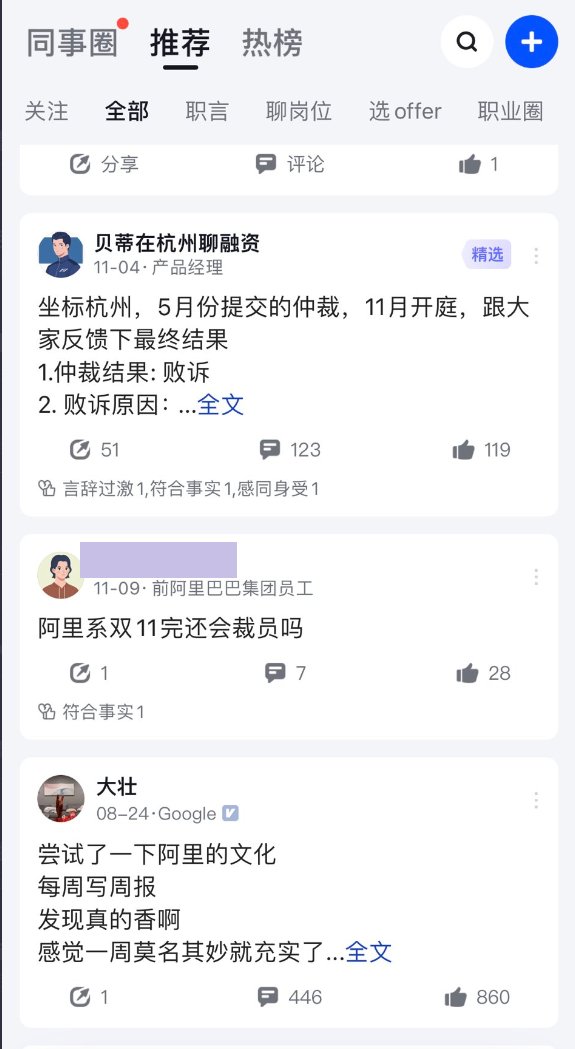 同事圈 推荐 热榜
关注 全部 职言 聊岗位 选offer 职业圈
分享 评论 1
贝蒂在杭州聊融资
11-04·产品经理
精选
坐标杭州，5月份提交的仲裁，11月开庭，跟大
家反馈下最终结果
1.仲裁结果: 败诉
2. 败诉原因：...全文
51 123 119
言辞过激1,符合事实1,感同身受1
11-09·前阿里巴巴集团员工
阿里系双11完还会裁员吗
1 7 28
符合事实1
大壮
08-24·Google
尝试了一下阿里的文化
每周写周报
发现真的香啊
感觉一周莫名其妙就充实了...全文
1 446 860